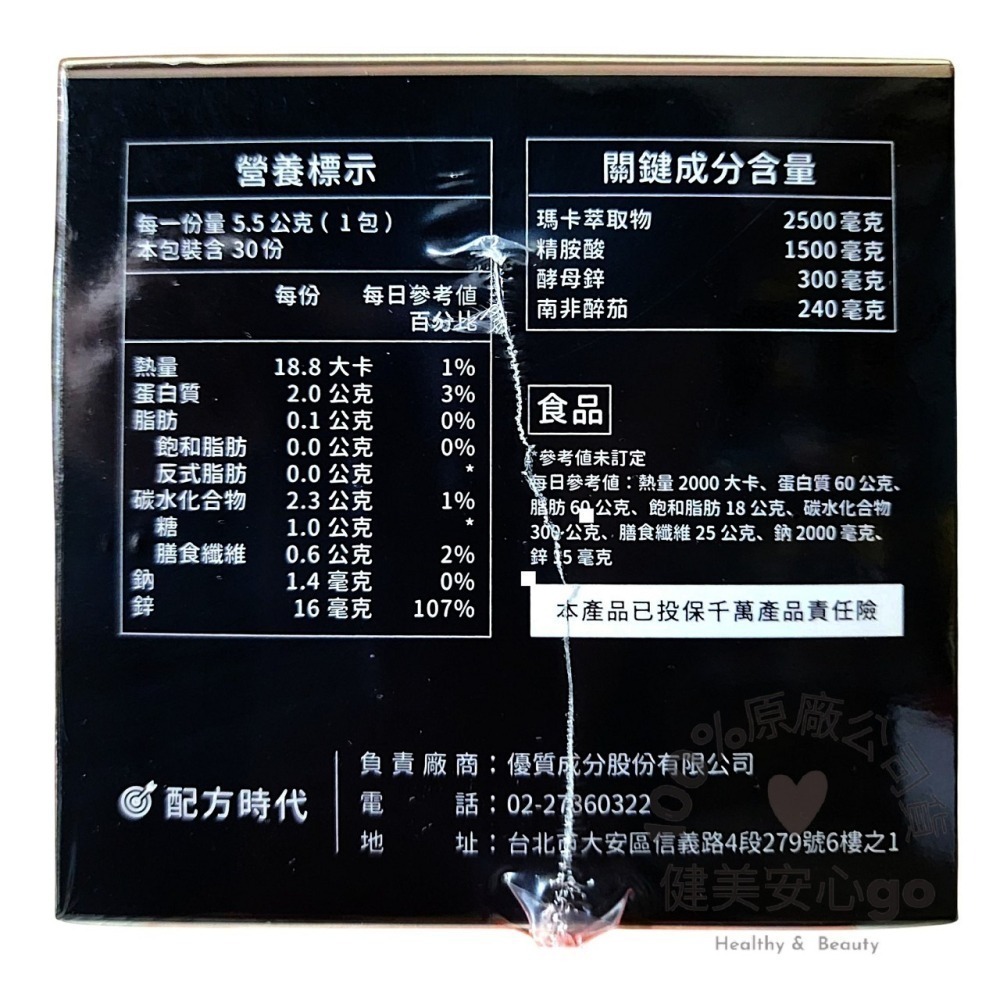 營養標示
每一份量 5.5 公克 ( 1 包 )
本包裝含 30 份
每份 每日參考值
百分比
熱量 18.8 大卡 1%
蛋白質 2.0 公克 3%
脂肪 0.1 公克 0%
飽和脂肪 0.0 公克 0%
反式脂肪 0.0 公克 *
碳水化合物 2.3 公克 1%
糖 1.0 公克 *
膳食纖維 0.6 公克 2%
鈉 1.4 毫克 0%
鋅 16 毫克 107%
關鍵成分含量
瑪卡萃取物 2500 毫克
精胺酸 1500 毫克
酵母鋅 300 毫克
南非醉茄 240 毫克
食品
*參考值未訂定
每日參考值：熱量 2000 大卡、蛋白質 60 公克、
脂肪 60 公克、飽和脂肪 18 公克、碳水化合物
300 公克、膳食纖維 25 公克、鈉 2000 毫克、
鋅 15 毫克
本產品已投保千萬產品責任險
配方時代
負責廠商：優質成分股份有限公司
電話：02-27360322
地址：台北市大安區信義路4段279號6樓之1
100%原廠公司貨
健美安心go
Healthy & Beauty